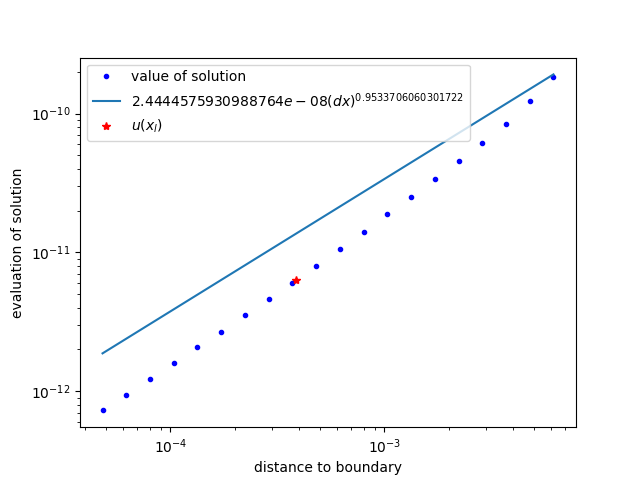 value of solution
2.4444575930988764e − 08(dx)^0.9533706060301722
u(x_l)
10^−10
10^−11
10^−12
evaluation of solution
10^−4
10^−3
distance to boundary